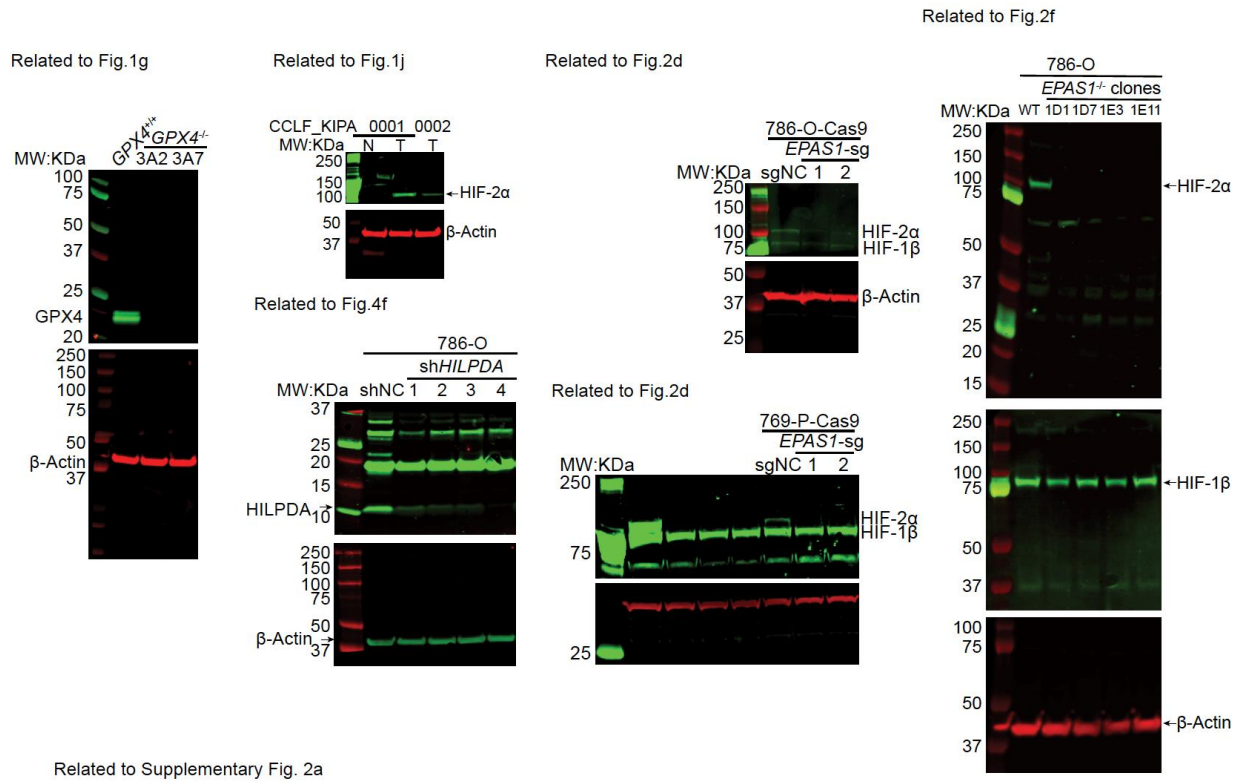 Related to Fig.1g
GPX4+/+
GPX4-/-
3A2 3A7
MW:KDa
100
75
50
37
25
GPX4
20
250
150
100
75
50
β-Actin
37
Related to Fig.1j
CCLF_KIPA 0001 0002
MW:KDa N T T
250
150
100
←HIF-2α
50
37
β-Actin
Related to Fig.4f
786-O
shHILPDA
MW:KDa shNC 1 2 3 4
37
25
20
15
HILPDA→
10
250
150
100
75
50
β-Actin→
37
Related to Fig.2d
786-O-Cas9
EPAS1-sg
MW:KDa sgNC 1 2
250
150
100
HIF-2α
75
HIF-1β
50
37
β-Actin
25
Related to Fig.2d
769-P-Cas9
EPAS1-sg
MW:KDa sgNC 1 2
250
HIF-2α
HIF-1β
75
25
Related to Fig.2f
786-O
EPAS1-/- clones
MW:KDa WT 1D1 1D7 1E3 1E11
250
150
100
75
←HIF-2α
50
37
25
20
15
250
150
100
75
←HIF-1β
50
37
100
75
50
←β-Actin
37
Related to Supplementary Fig. 2a